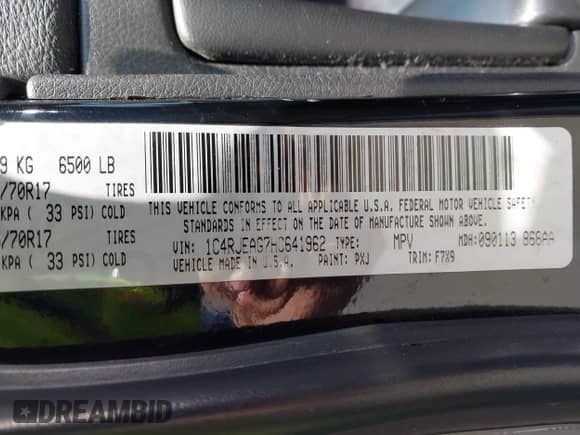 9 KG 6500 LB
/70R17 TIRES
KPA ( 33 PSI) COLD
/70R17 TIRES
KPA ( 33 PSI) COLD
THIS VEHICLE CONFORMS TO ALL APPLICABLE U.S.A. FEDERAL MOTOR VEHICLE SAFETY
STANDARDS IN EFFECT ON THE DATE OF MANUFACTURE SHOWN ABOVE.
VIN: 1C4RJEAG7HC641962 TYPE: MPV MDH: 090113 866AA
VEHICLE MADE IN U.S.A. PAINT: PXJ TRIM: F7X9
DREAMBID